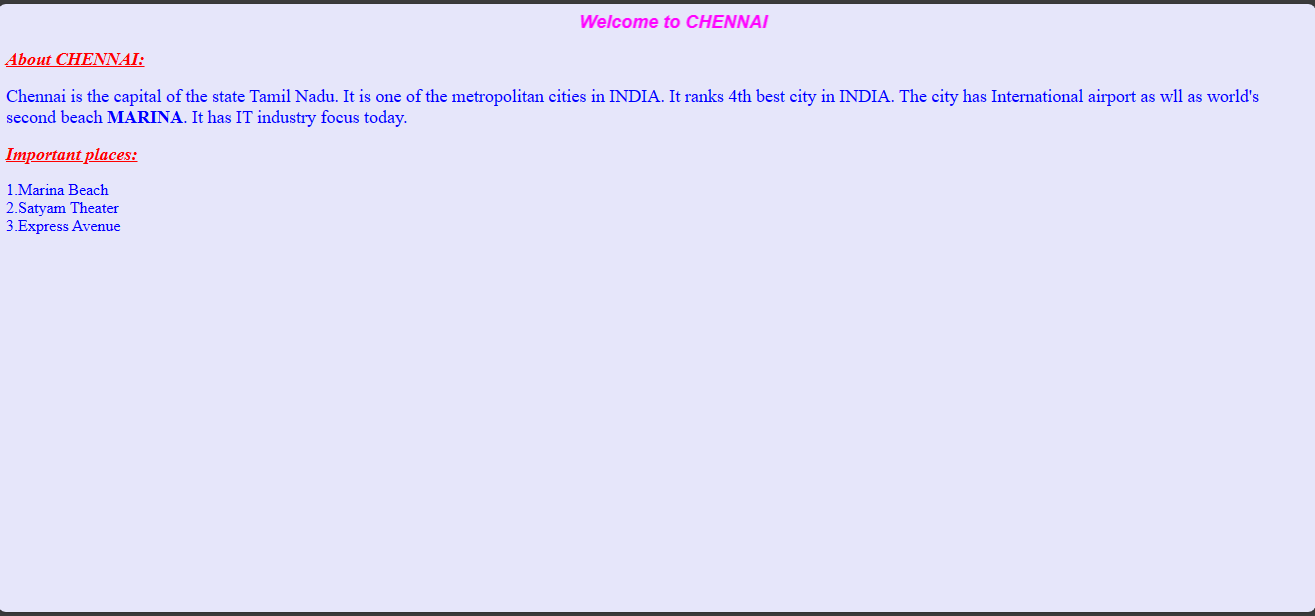 Welcome to CHENNAI
About CHENNAI:
Chennai is the capital of the state Tamil Nadu. It is one of the metropolitan cities in INDIA. It ranks 4th best city in INDIA. The city has International airport as wll as world's
second beach MARINA. It has IT industry focus today.
Important places:
1.Marina Beach
2.Satyam Theater
3.Express Avenue